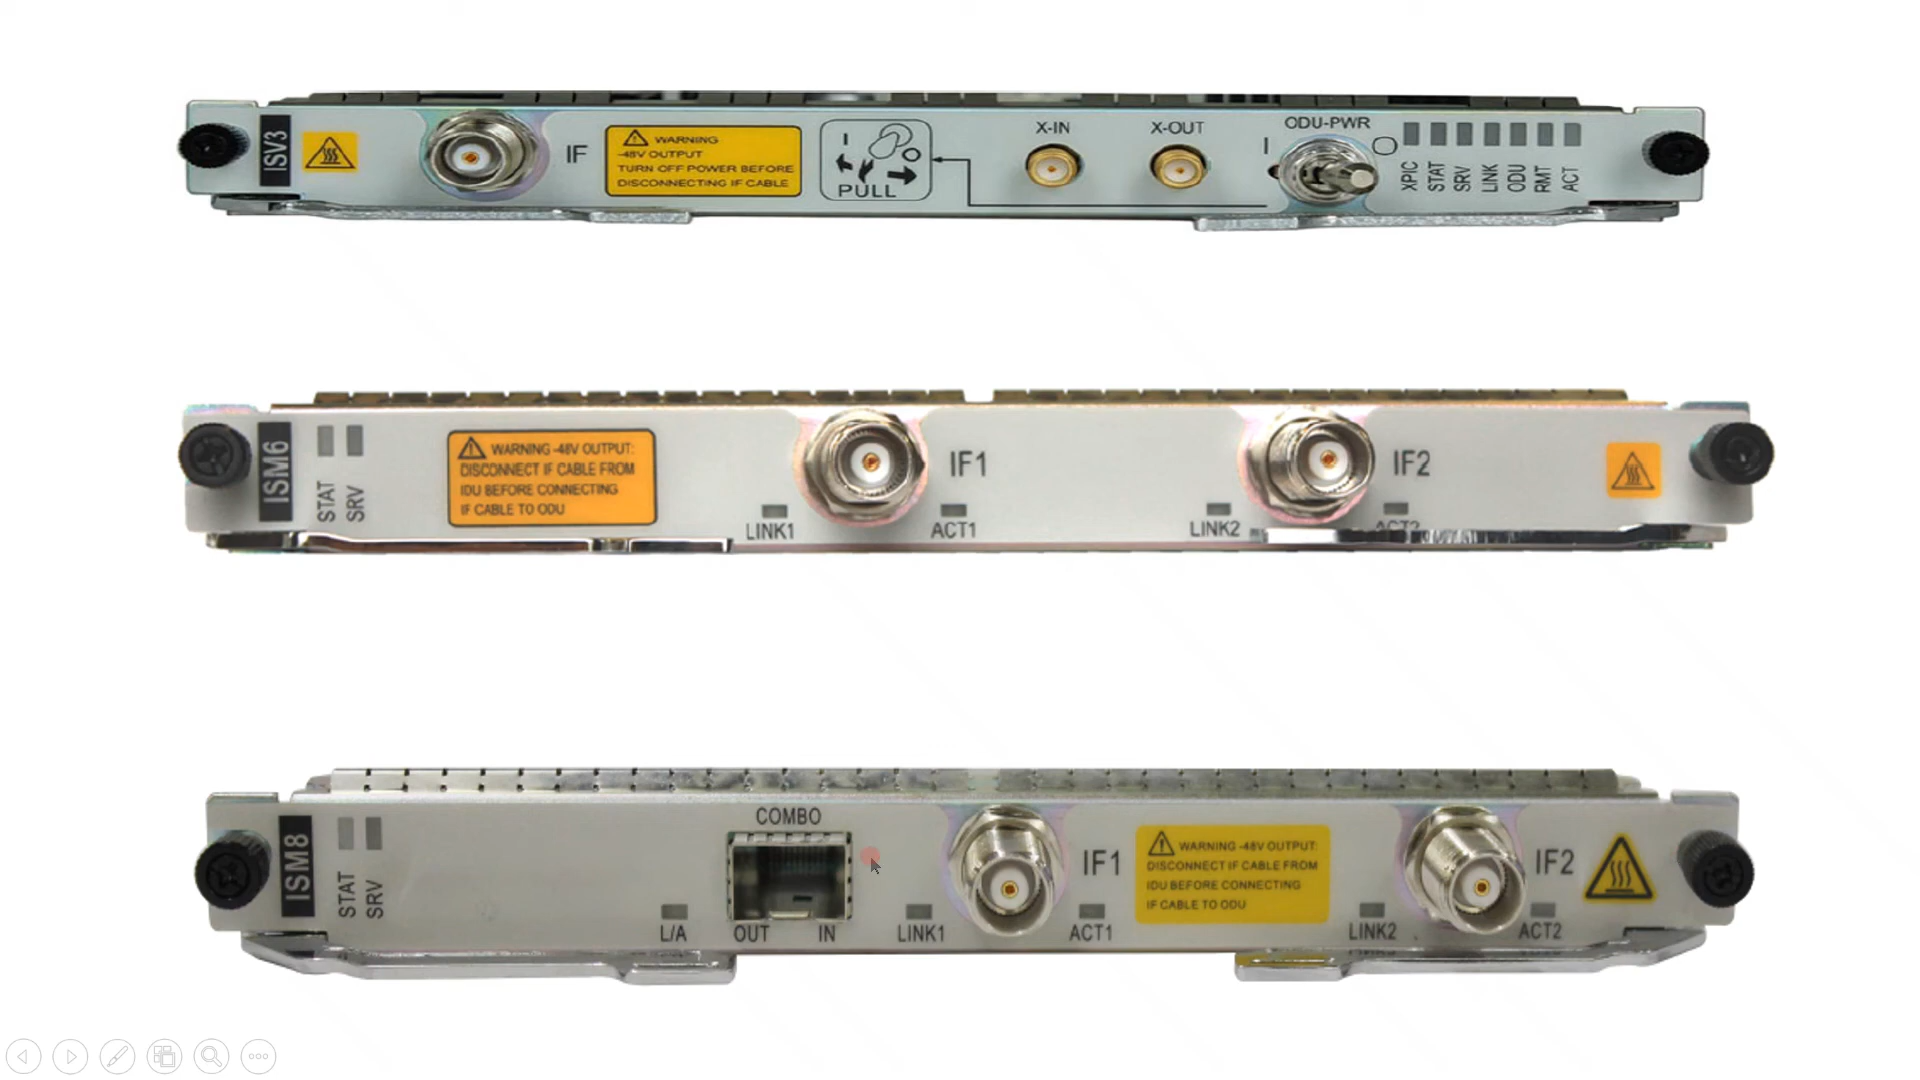 ISV3
IF
WARNING
-48V OUTPUT
TURN OFF POWER BEFORE
DISCONNECTING IF CABLE
PULL
X-IN
X-OUT
ODU-PWR
XPIC
STAT
SRV
LINK
ODU
RMT
ACT
ISM6
STAT
SRV
WARNING -48V OUTPUT:
DISCONNECT IF CABLE FROM
IDU BEFORE CONNECTING
IF CABLE TO ODU
LINK1
IF1
ACT1
LINK2
IF2
ACT2
ISM8
STAT
SRV
L/A
COMBO
OUT IN
LINK1
IF1
ACT1
WARNING -48V OUTPUT:
DISCONNECT IF CABLE FROM
IDU BEFORE CONNECTING
IF CABLE TO ODU
LINK2
IF2
ACT2